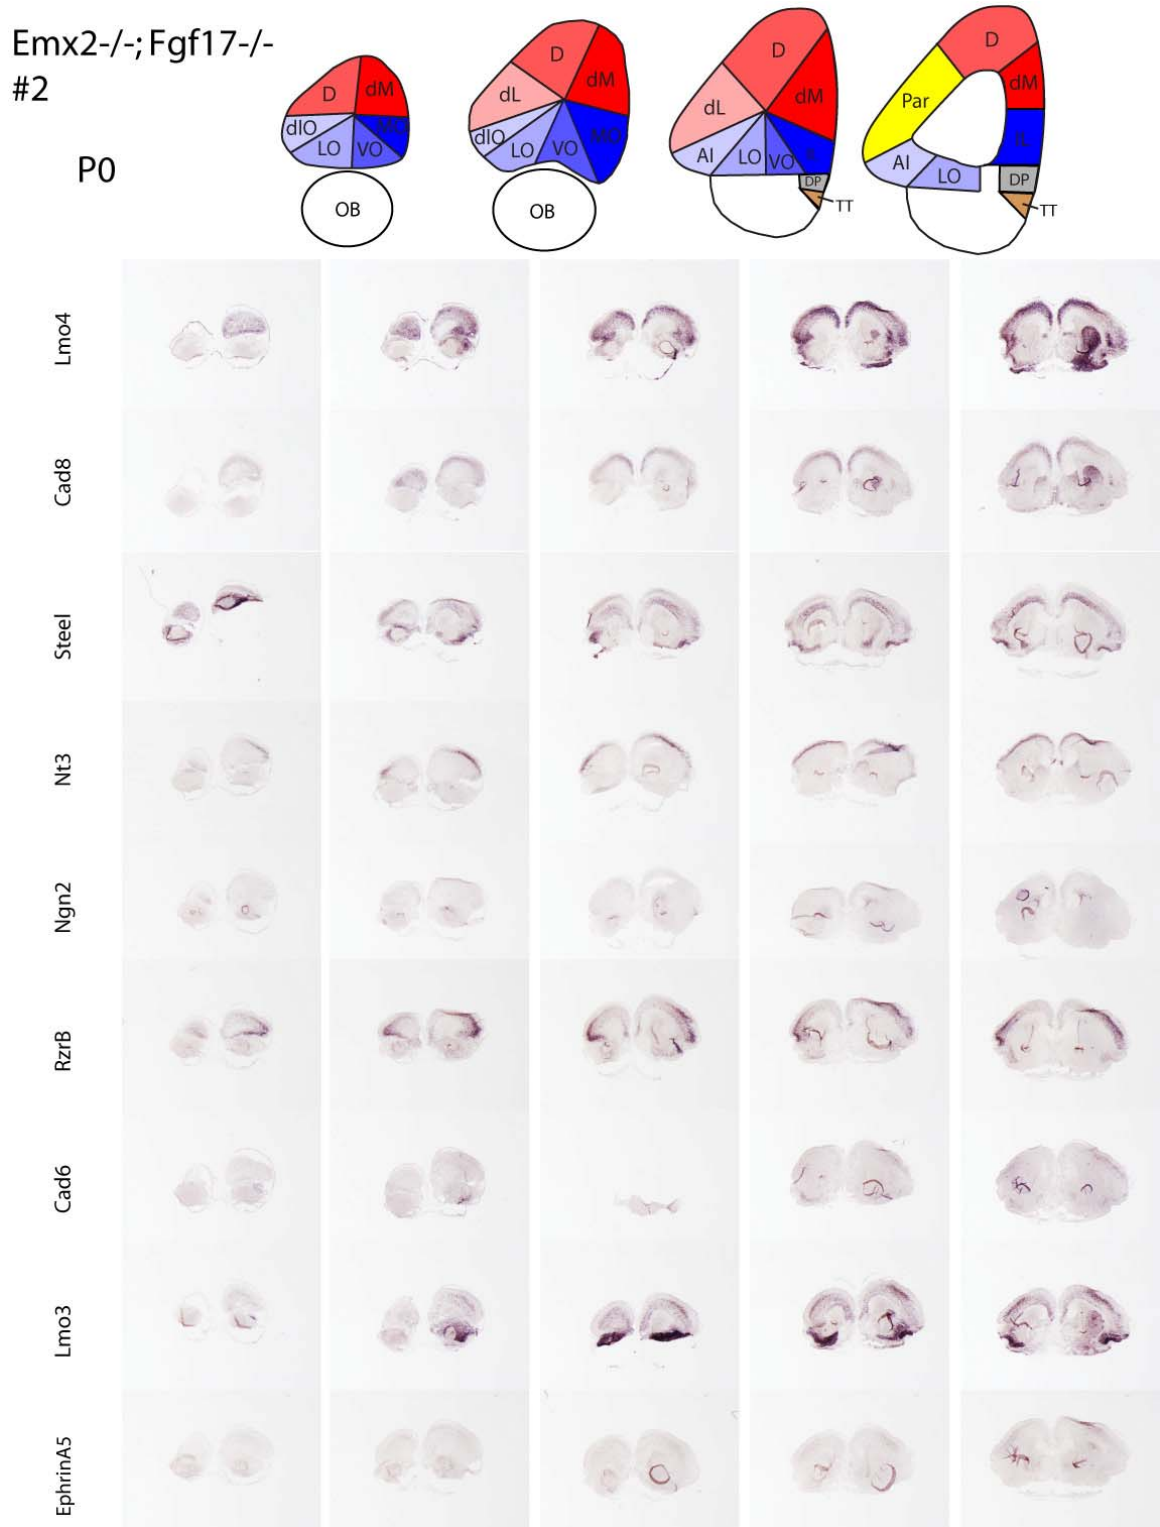 Emx2-/-; Fgf17-/-
#2
P0
D dM
dlO MO
LO VO
OB
D dM
dL
dlO MO
LO VO
OB
D
dL dM
AI LO VO IL
DP
TT
D
dM
Par
IL
AI LO DP
TT
Lmo4
Cad8
Steel
Nt3
Ngn2
RzrB
Cad6
Lmo3
EphrinA5